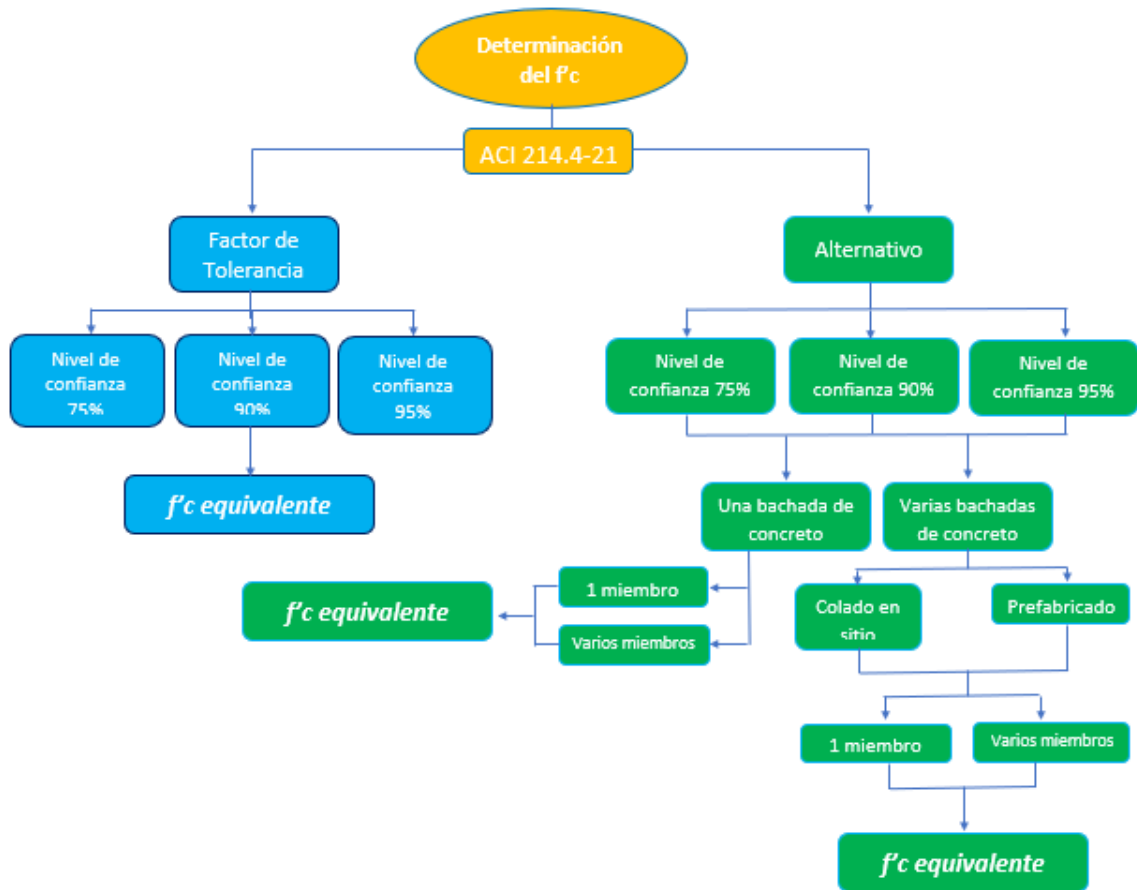 Determinación
del f'c
ACI 214.4-21
Factor de
Tolerancia
Alternativo
Nivel de
confianza
75%
Nivel de
confianza
90%
Nivel de
confianza
95%
Nivel de
confianza 75%
Nivel de
confianza 90%
Nivel de
confianza 95%
f'c equivalente
Una bachada de
concreto
Varias bachadas
de concreto
f'c equivalente
1 miembro
Varios miembros
Colado en
sitio
Prefabricado
1 miembro
Varios miembros
f'c equivalente